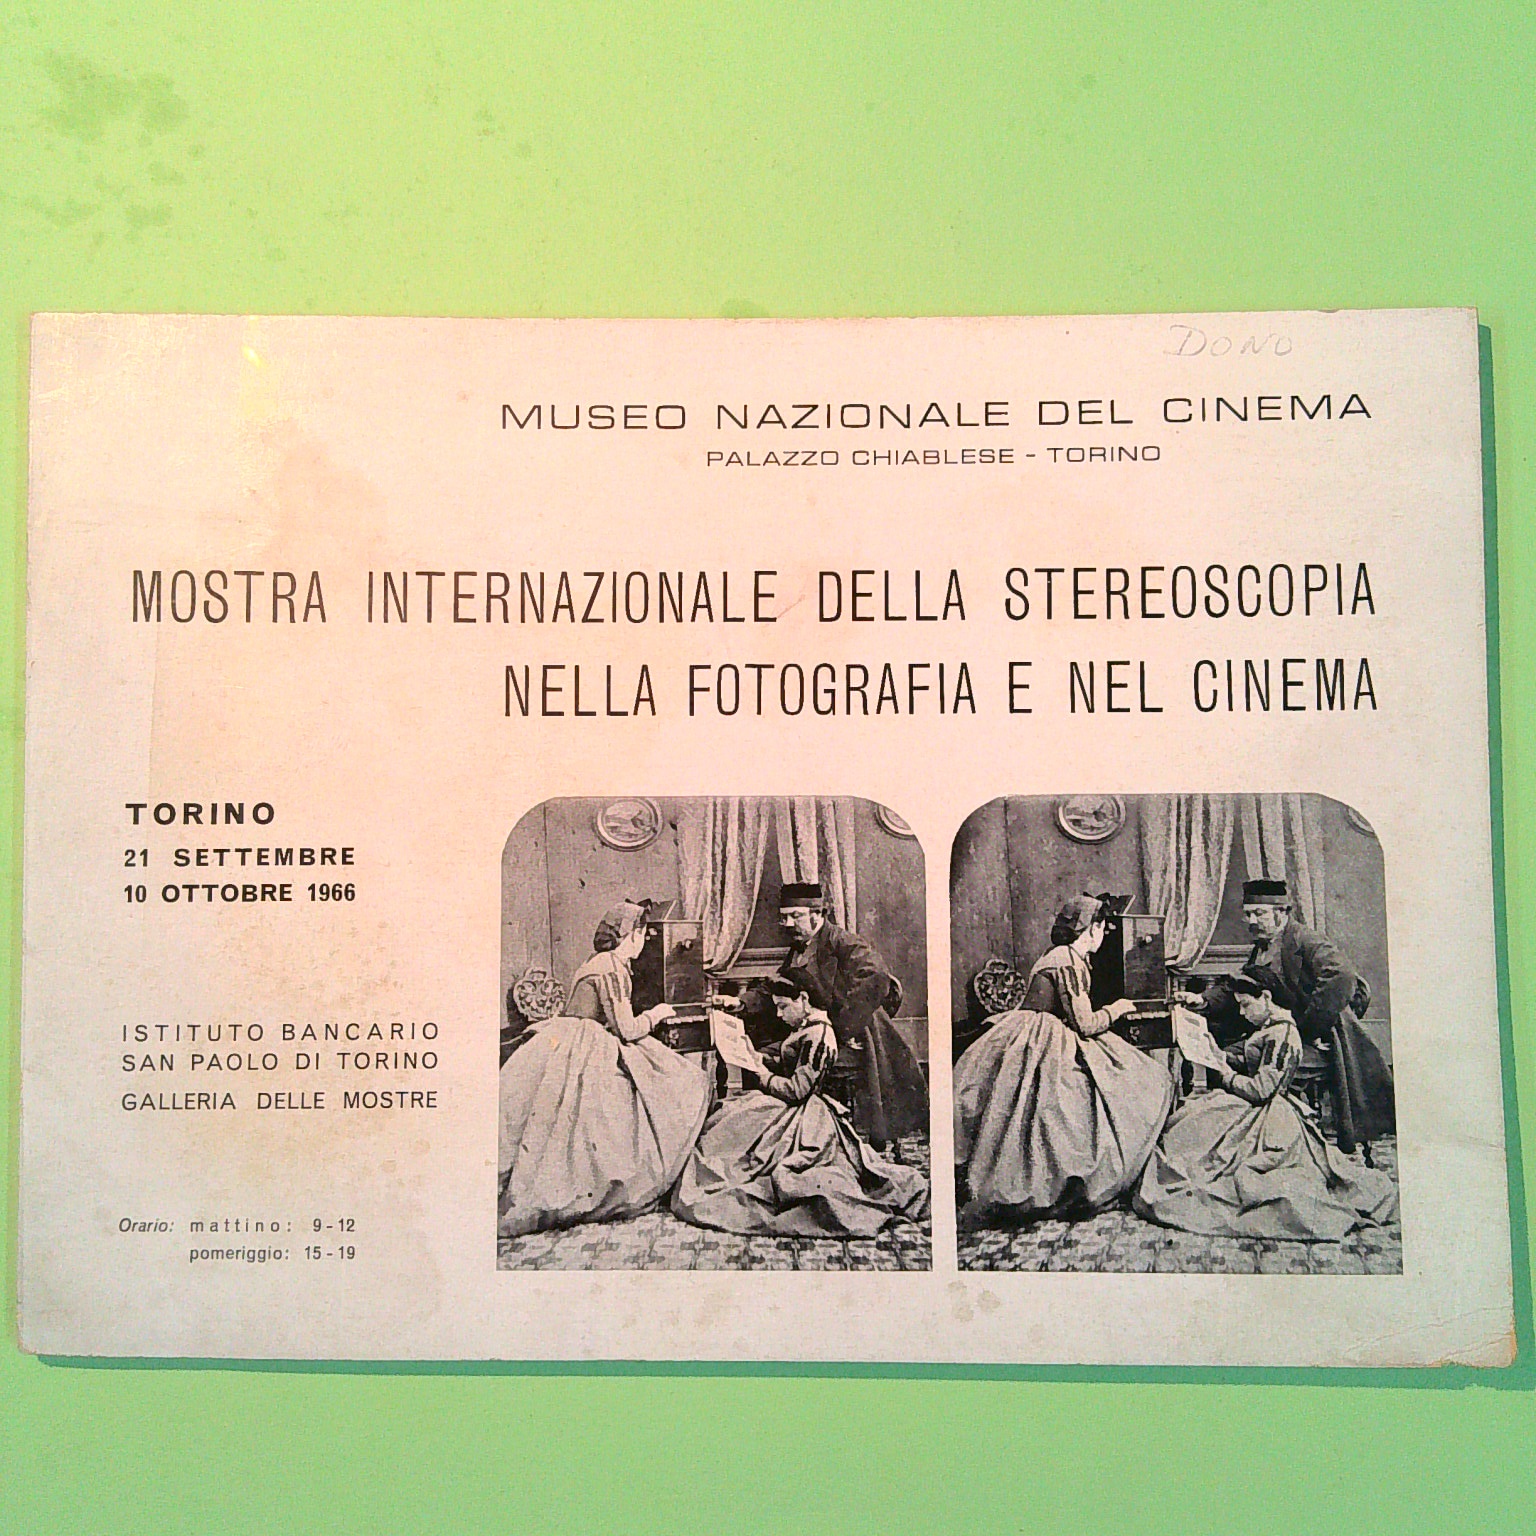 DONO
MUSEO NAZIONALE DEL CINEMA
PALAZZO CHIABLESE - TORINO
MOSTRA INTERNAZIONALE DELLA STEREOSCOPIA
NELLA FOTOGRAFIA E NEL CINEMA
TORINO
21 SETTEMBRE
10 OTTOBRE 1966
ISTITUTO BANCARIO
SAN PAOLO DI TORINO
GALLERIA DELLE MOSTRE
Orario: mattino: 9-12
pomeriggio: 15-19